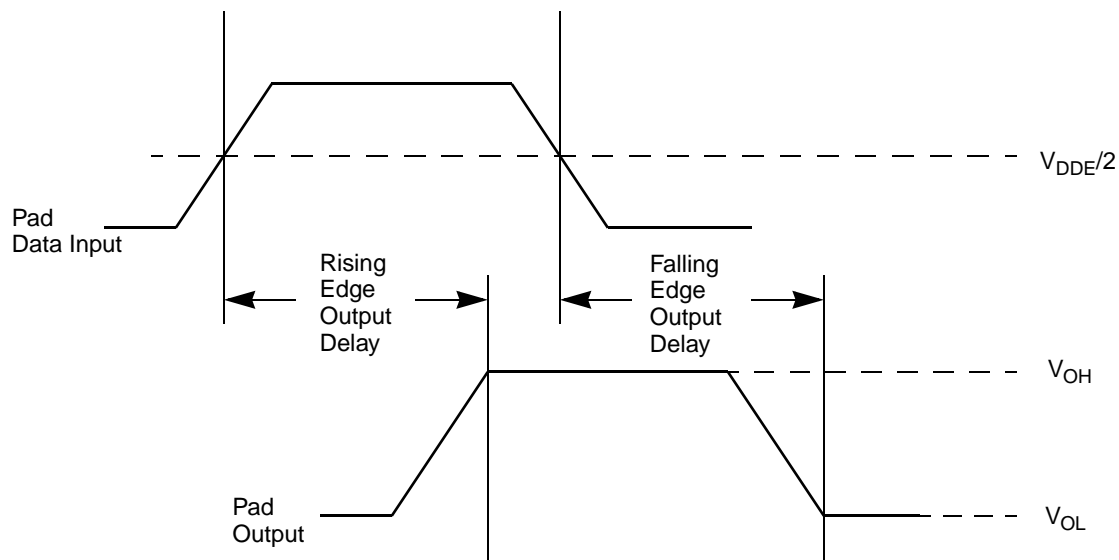 V_DDE/2
Pad
Data Input
Rising
Edge
Output
Delay
Falling
Edge
Output
Delay
V_OH
Pad
Output
V_OL